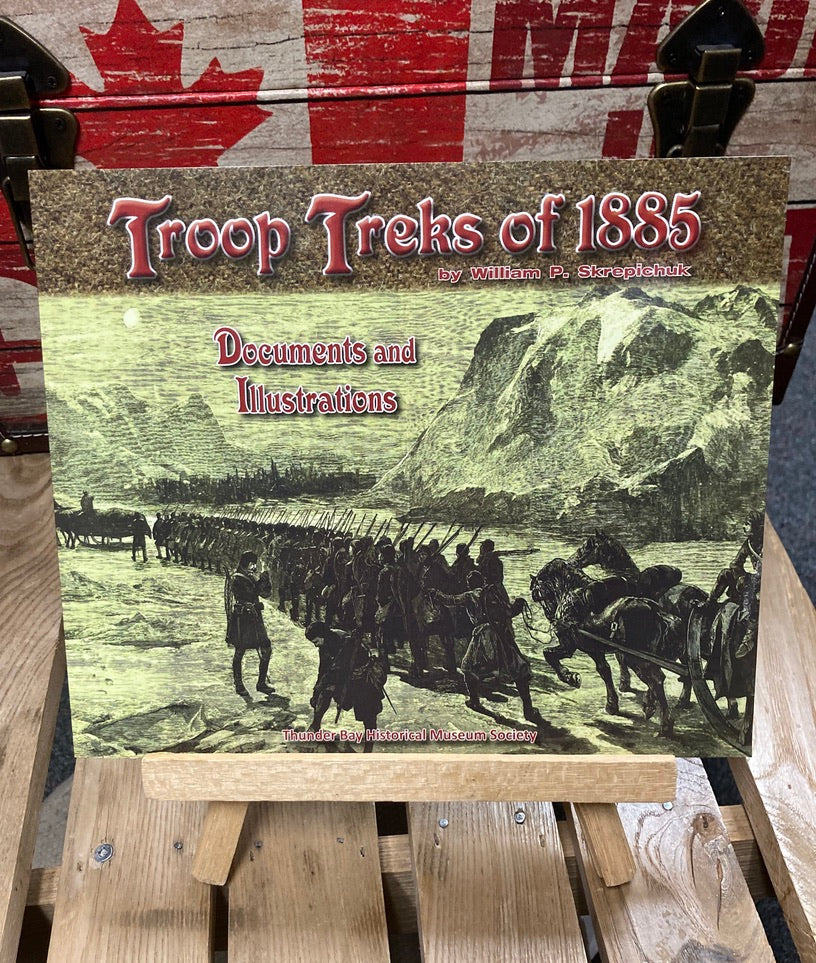 Troop Treks of 1885
by William P. Skrepichuk
Documents and
Illustrations
Thunder Bay Historical Museum Society